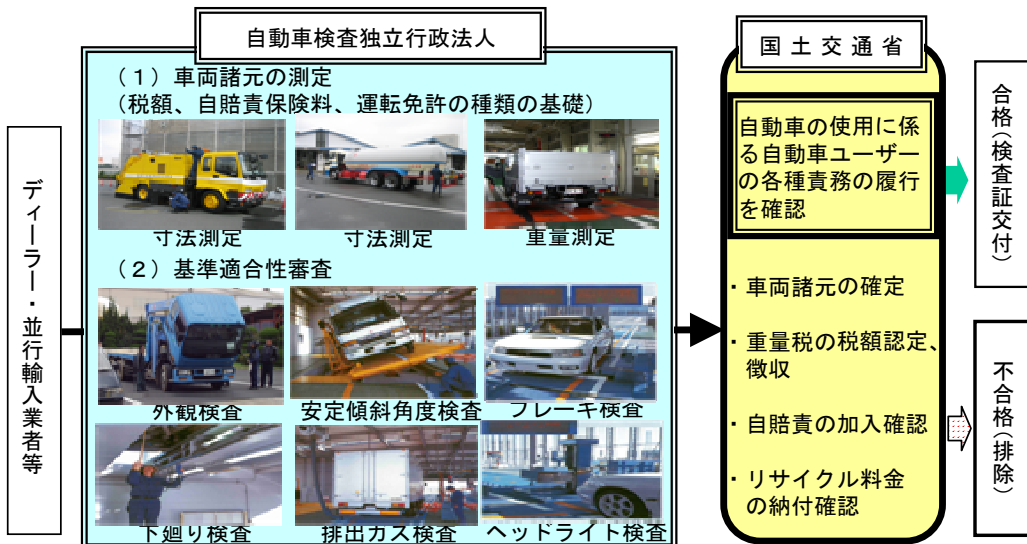 ディーラー・並行輸入業者等
自動車検査独立行政法人
(1)車両諸元の測定
(税額、自賠責保険料、運転免許の種類の基礎)
寸法測定
寸法測定
重量測定
(2)基準適合性審査
外観検査
安定傾斜角度検査
ブレーキ検査
下廻り検査
排出ガス検査
ヘッドライト検査
国土交通省
自動車の使用に係
る自動車ユーザー
の各種責務の履行
を確認
・車両諸元の確定
・重量税の税額認定、
徴収
・自賠責の加入確認
・リサイクル料金
の納付確認
合格(検査証交付)
不合格(排除)